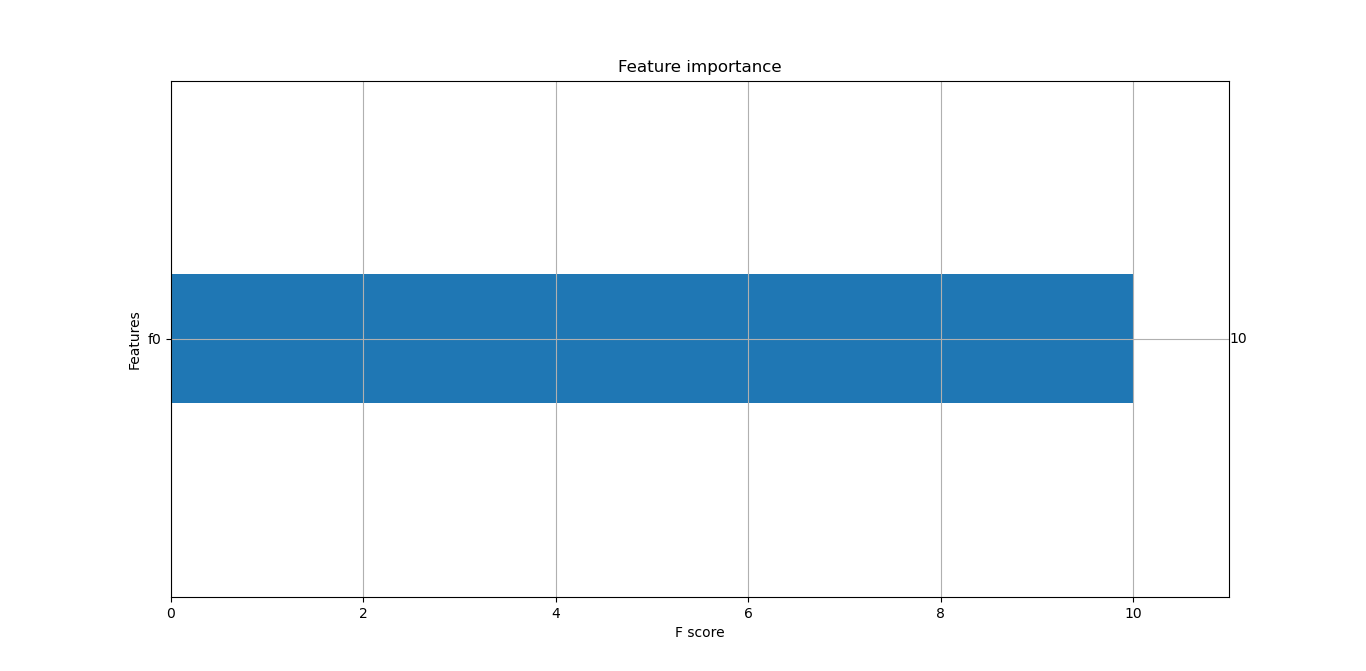 Feature importance
Features
f0
10
0 2 4 6 8 10
F score